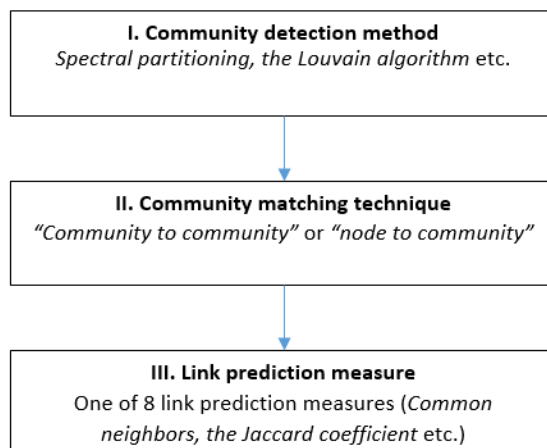 I. Community detection method
Spectral partitioning, the Louvain algorithm etc.
II. Community matching technique
“Community to community” or “node to community”
III. Link prediction measure
One of 8 link prediction measures (Common
neighbors, the Jaccard coefficient etc.)